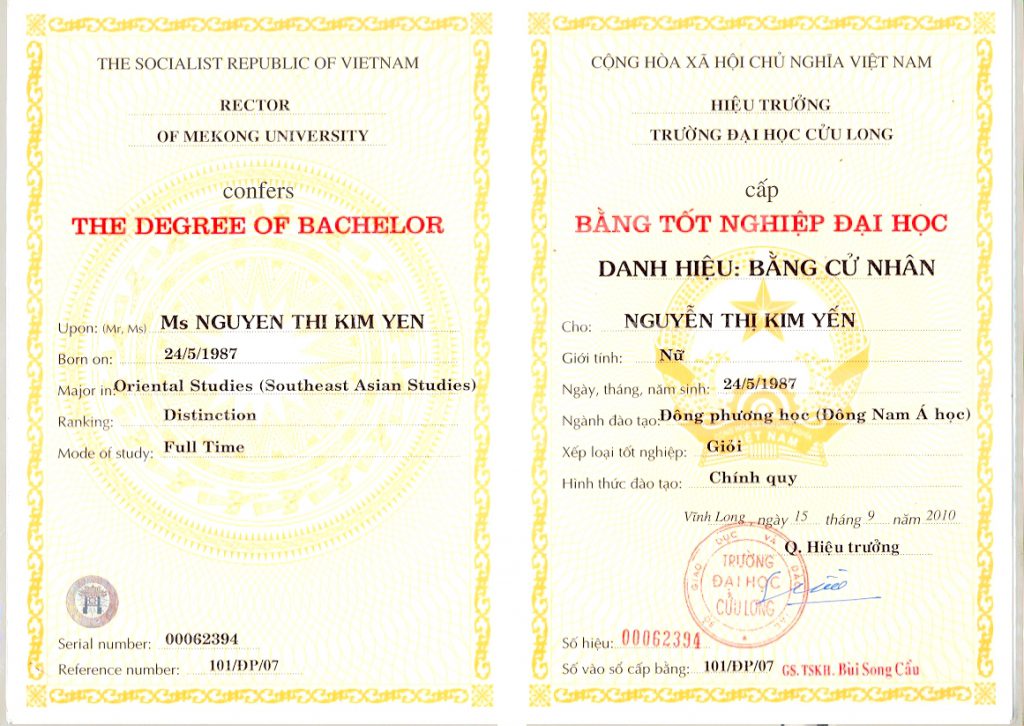 THE SOCIALIST REPUBLIC OF VIETNAM
RECTOR
OF MEKONG UNIVERSITY
confers
THE DEGREE OF BACHELOR
Upon: (Mr, Ms) Ms NGUYEN THI KIM YEN
Born on: 24/5/1987
Major in: Oriental Studies (Southeast Asian Studies)
Ranking: Distinction
Mode of study: Full Time
Serial number: 00062394
Reference number: 101/ĐP/07
CỘNG HÒA XÃ HỘI CHỦ NGHĨA VIỆT NAM
HIỆU TRƯỞNG
TRƯỜNG ĐẠI HỌC CỬU LONG
cấp
BẰNG TỐT NGHIỆP ĐẠI HỌC
DANH HIỆU: BẰNG CỬ NHÂN
Cho: NGUYỄN THỊ KIM YẾN
Giới tính: Nữ
Ngày, tháng, năm sinh: 24/5/1987
Ngành đào tạo: Đông phương học (Đông Nam Á học)
VIỆT NAM
Xếp loại tốt nghiệp: Giỏi
Hình thức đào tạo: Chính quy
Vĩnh Long, ngày 15 tháng 9 năm 2010
Q. Hiệu trưởng
GIÁO DỤC VÀ ĐÀO TẠO
TRƯỜNG
ĐẠI HỌC
CỬU LONG
Số hiệu: 00062394
Số vào sổ cấp bằng: 101/ĐP/07
GS.TSKH. Bùi Song Cầu